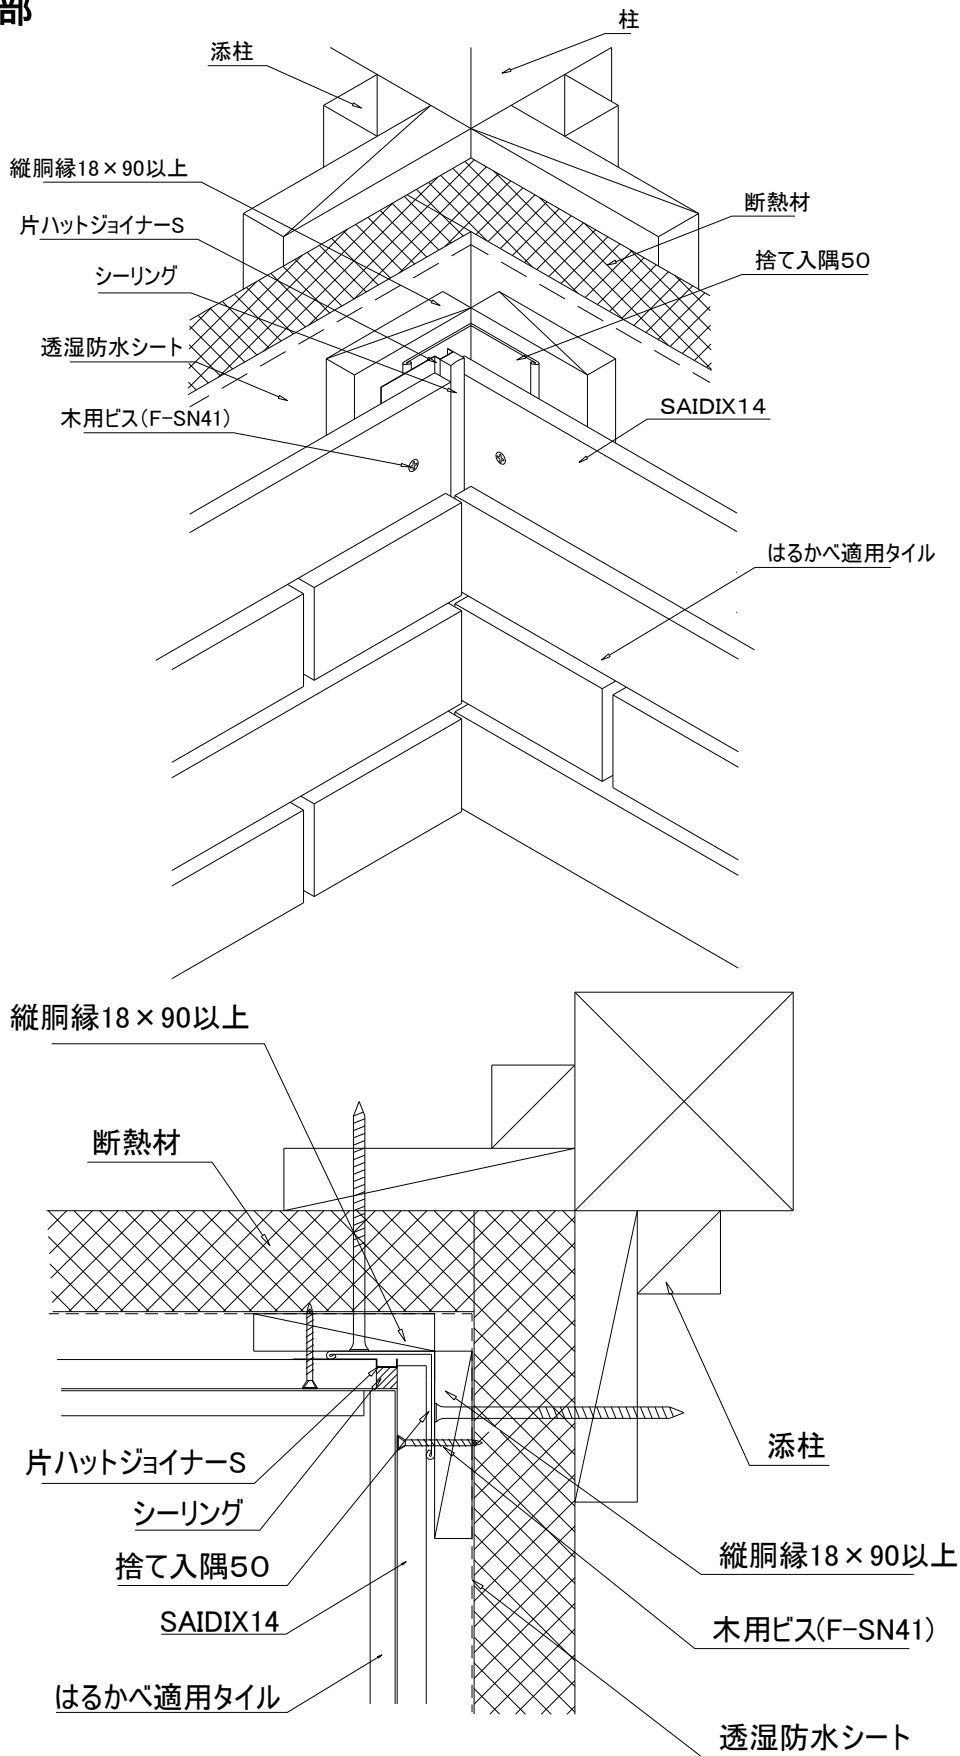 部
柱
添柱
縦胴縁18×90以上
断熱材
片ハットジョイナーS
捨て入隅50
シーリング
透湿防水シート
SAIDIX14
木用ビス(F-SN41)
はるかべ適用タイル
縦胴縁18×90以上
断熱材
添柱
片ハットジョイナーS
シーリング
捨て入隅50
縦胴縁18×90以上
SAIDIX14
木用ビス(F-SN41)
はるかべ適用タイル
透湿防水シート